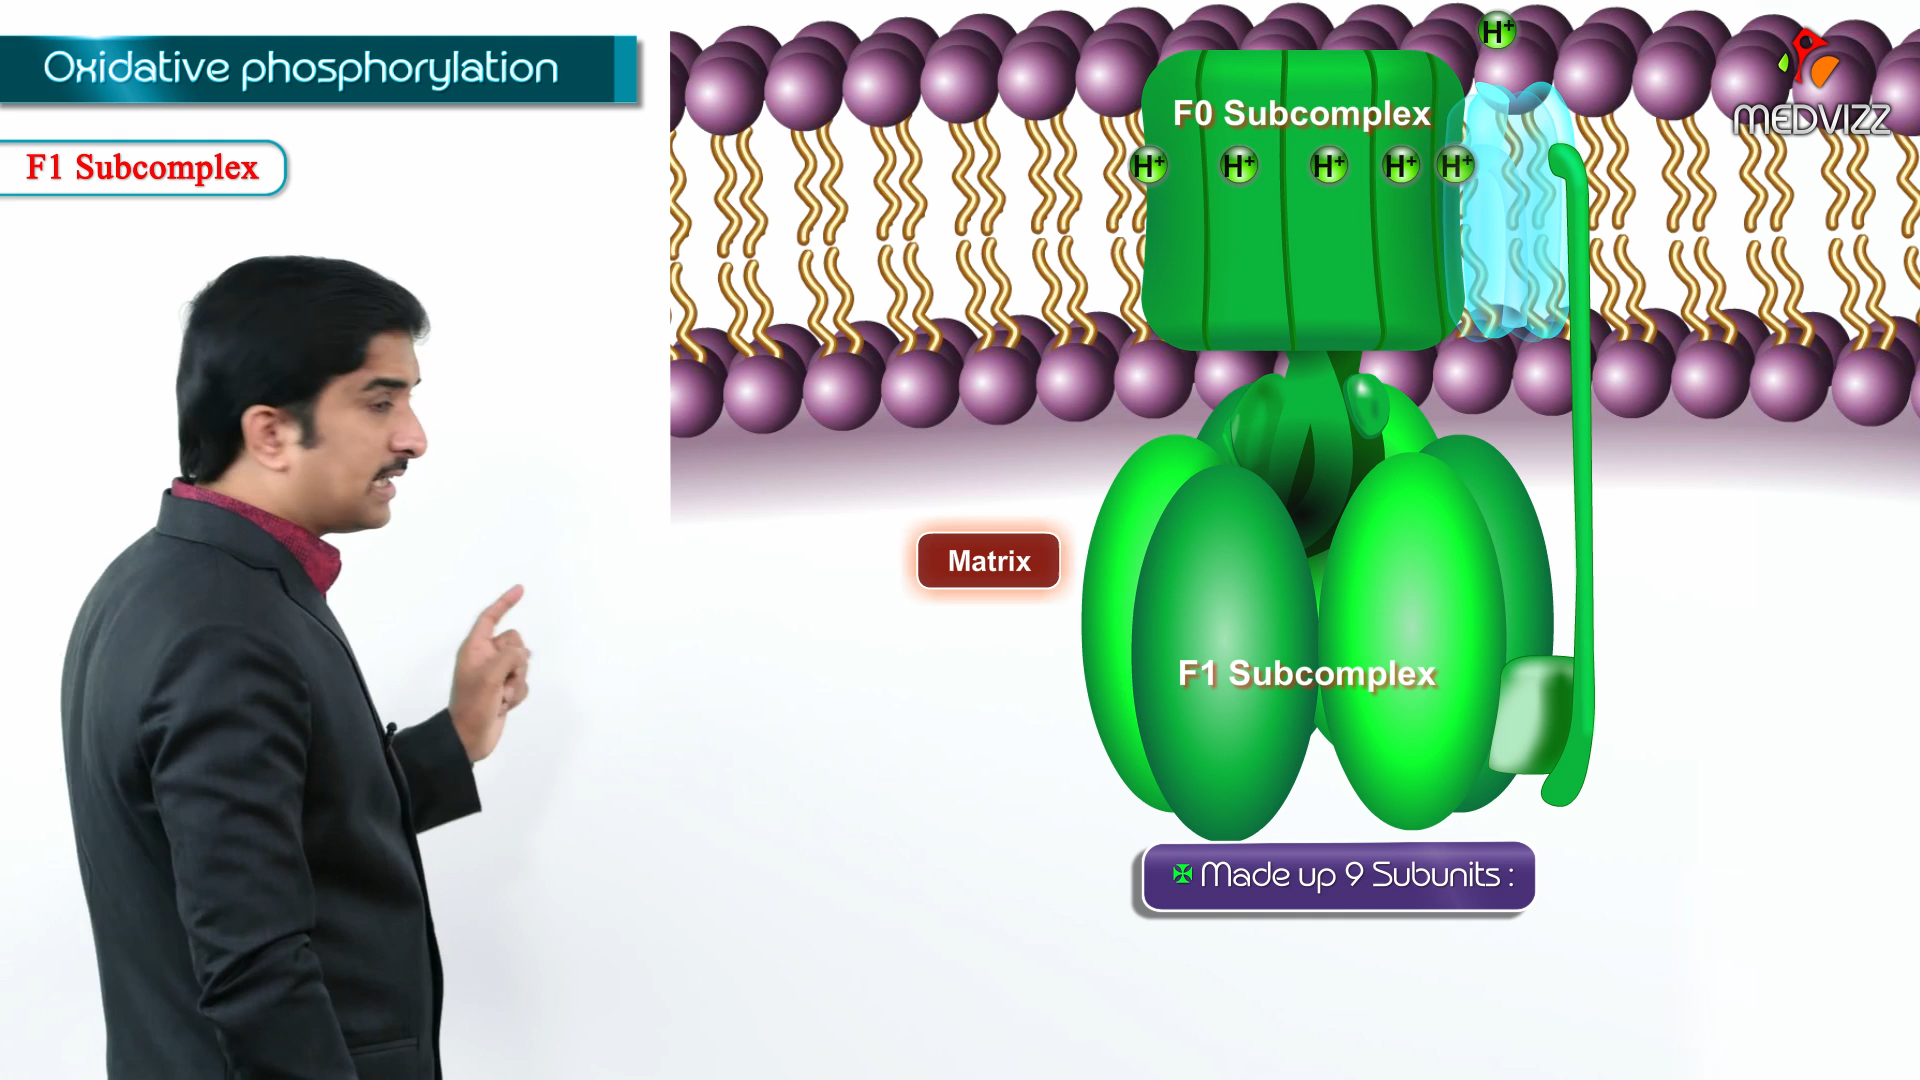 Oxidative phosphorylation
F1 Subcomplex
H+
MEDVIZZ
F0 Subcomplex
H+ H+ H+ H+ H+
Matrix
F1 Subcomplex
Made up 9 Subunits :